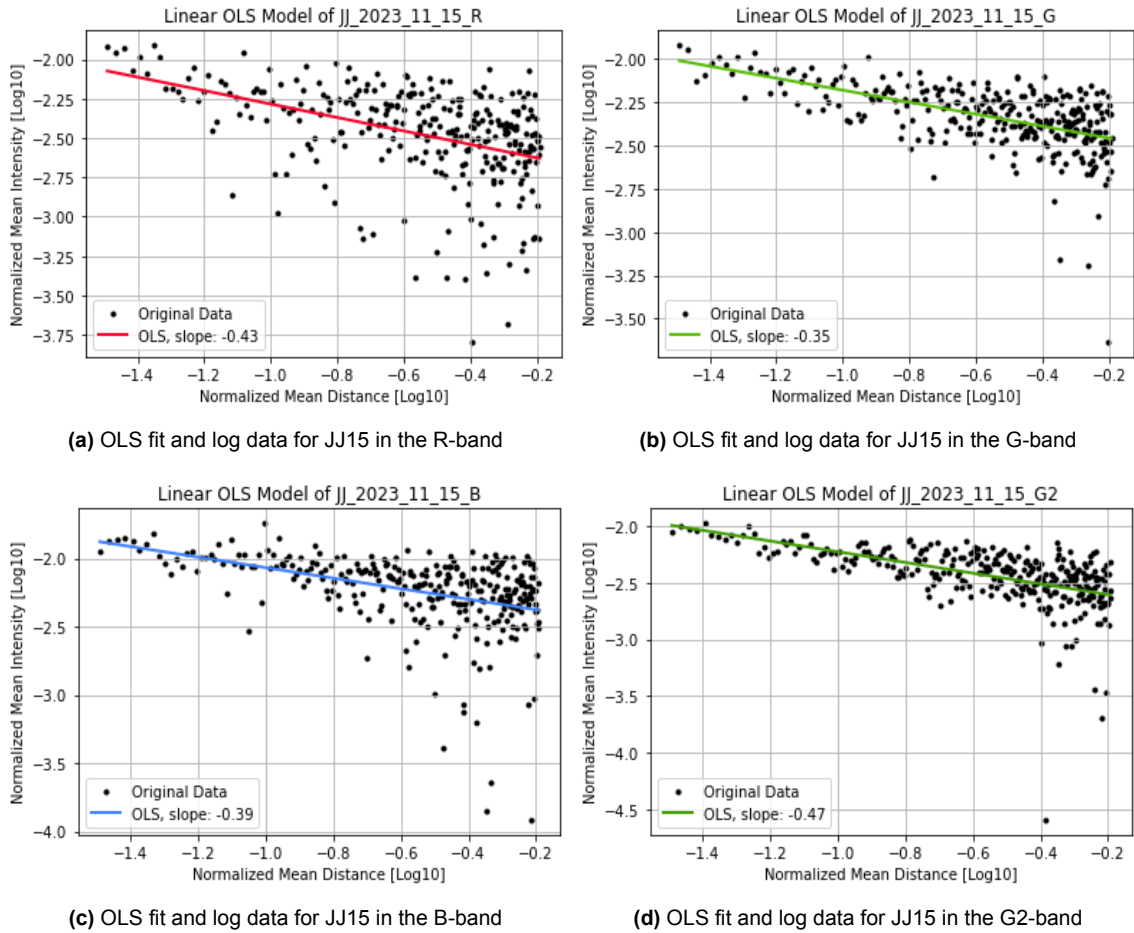 Linear OLS Model of JJ_2023_11_15_R
Normalized Mean Intensity [Log10]
−2.00
−2.25
−2.50
−2.75
−3.00
−3.25
−3.50
−3.75
Original Data
OLS, slope: -0.43
−1.4 −1.2 −1.0 −0.8 −0.6 −0.4 −0.2
Normalized Mean Distance [Log10]
(a) OLS fit and log data for JJ15 in the R-band
Linear OLS Model of JJ_2023_11_15_G
Normalized Mean Intensity [Log10]
−2.00
−2.25
−2.50
−2.75
−3.00
−3.25
−3.50
Original Data
OLS, slope: -0.35
−1.4 −1.2 −1.0 −0.8 −0.6 −0.4 −0.2
Normalized Mean Distance [Log10]
(b) OLS fit and log data for JJ15 in the G-band
Linear OLS Model of JJ_2023_11_15_B
Normalized Mean Intensity [Log10]
−2.0
−2.5
−3.0
−3.5
−4.0
Original Data
OLS, slope: -0.39
−1.4 −1.2 −1.0 −0.8 −0.6 −0.4 −0.2
Normalized Mean Distance [Log10]
(c) OLS fit and log data for JJ15 in the B-band
Linear OLS Model of JJ_2023_11_15_G2
Normalized Mean Intensity [Log10]
−2.0
−2.5
−3.0
−3.5
−4.0
−4.5
Original Data
OLS, slope: -0.47
−1.4 −1.2 −1.0 −0.8 −0.6 −0.4 −0.2
Normalized Mean Distance [Log10]
(d) OLS fit and log data for JJ15 in the G2-band